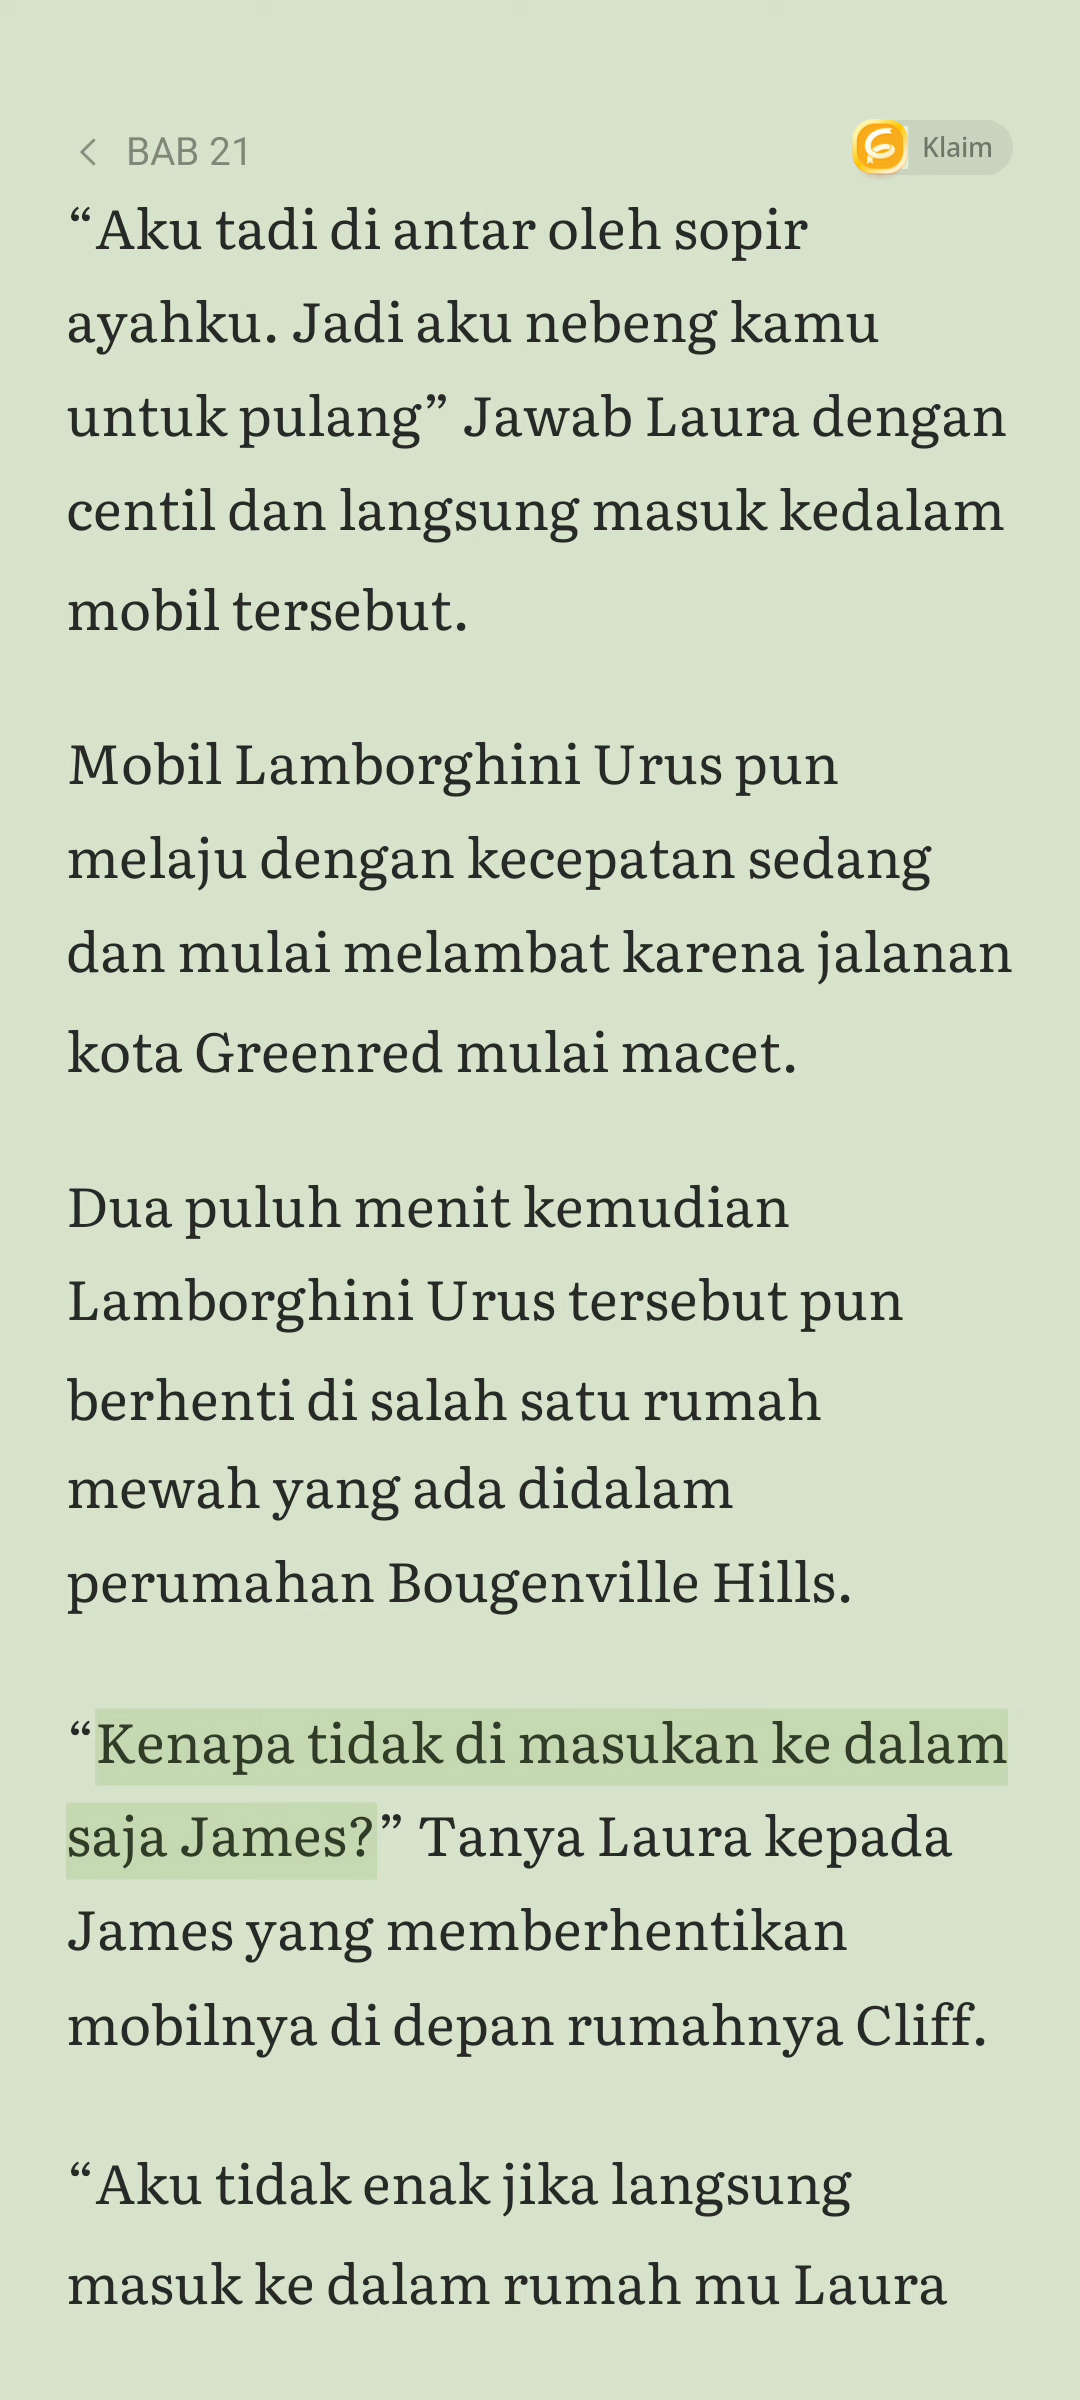 BAB 21
Klaim
“Aku tadi di antar oleh sopir
ayahku. Jadi aku nebeng kamu
untuk pulang” Jawab Laura dengan
centil dan langsung masuk kedalam
mobil tersebut.
Mobil Lamborghini Urus pun
melaju dengan kecepatan sedang
dan mulai melambat karena jalanan
kota Greenred mulai macet.
Dua puluh menit kemudian
Lamborghini Urus tersebut pun
berhenti di salah satu rumah
mewah yang ada didalam
perumahan Bougenville Hills.
“Kenapa tidak di masukan ke dalam
saja James?” Tanya Laura kepada
James yang memberhentikan
mobilnya di depan rumahnya Cliff.
“Aku tidak enak jika langsung
masuk ke dalam rumah mu Laura